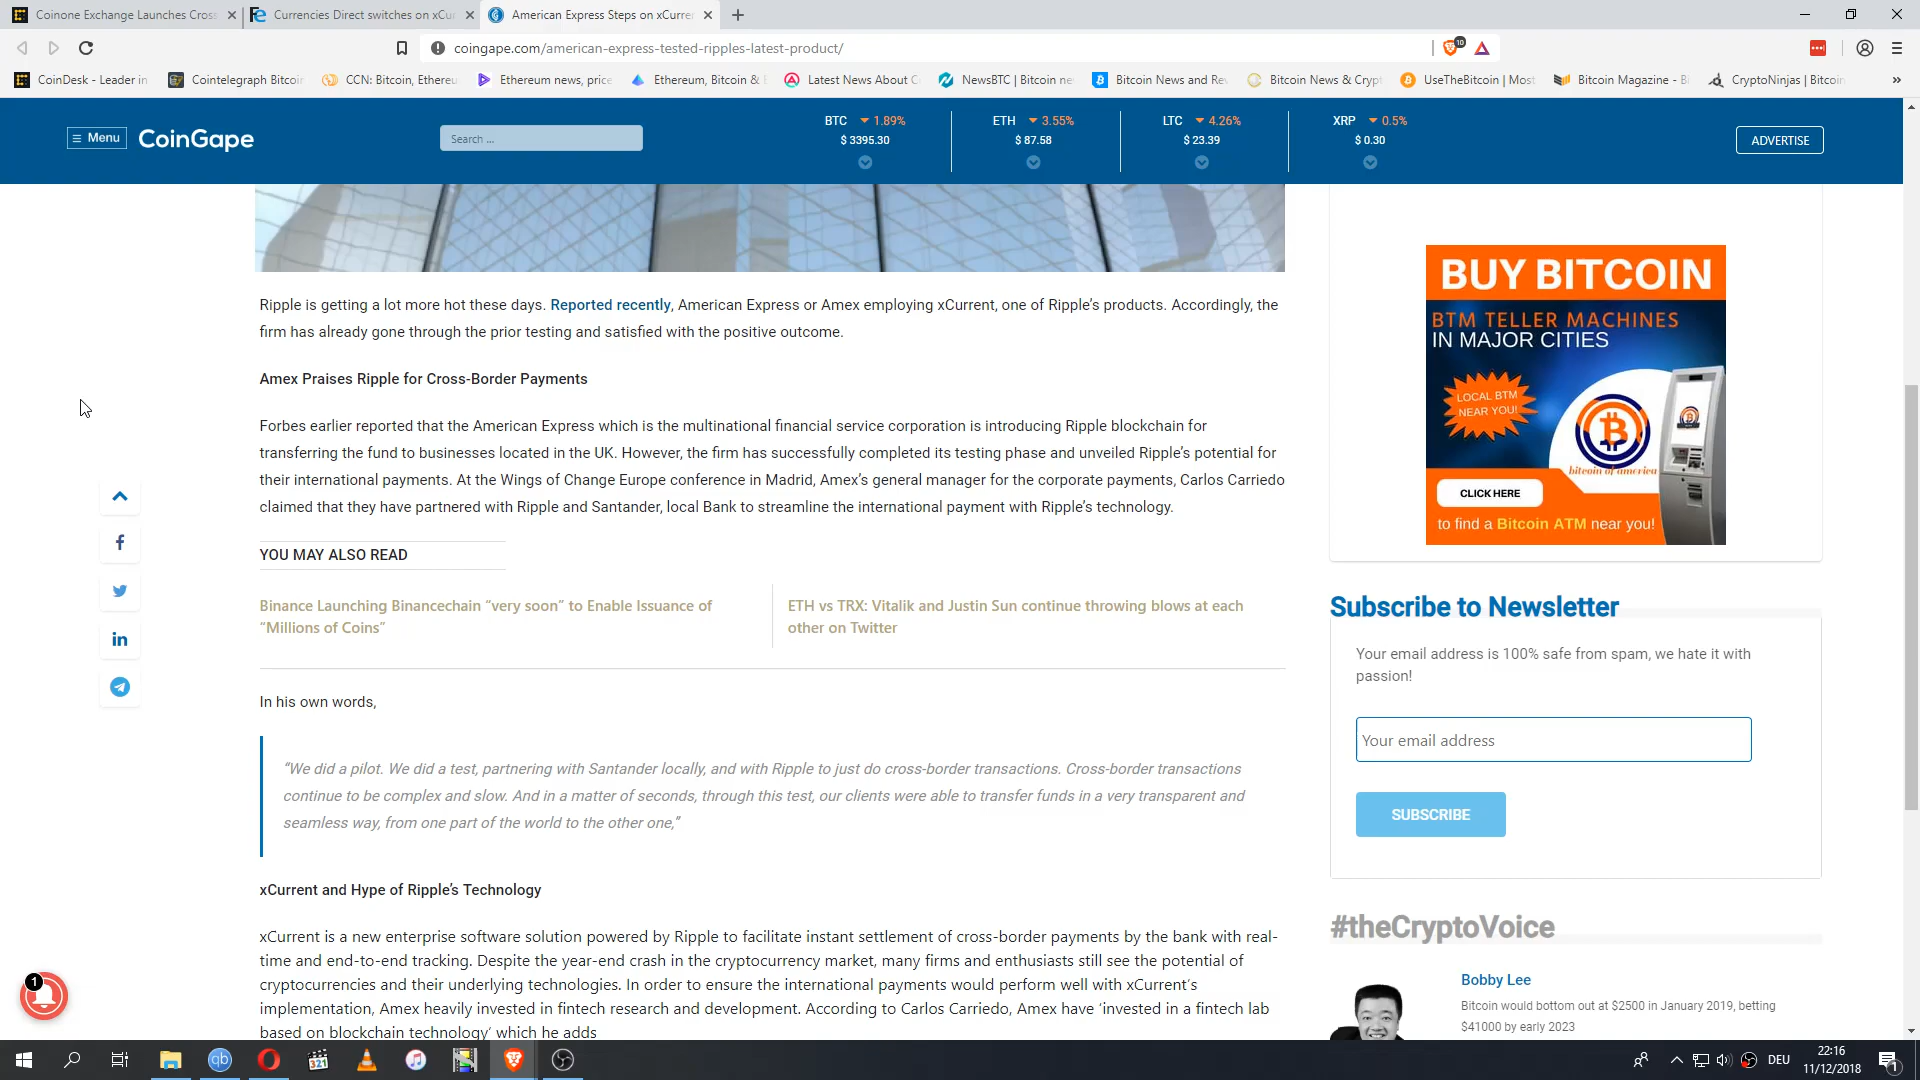 Coinone Exchange Launches Cross
Currencies Direct switches on xCur
American Express Steps on xCurre
coingape.com/american-express-tested-ripples-latest-product/
10
CoinDesk - Leader in
Cointelegraph Bitcoin
CCN: Bitcoin, Ethereu
Ethereum news, price
Ethereum, Bitcoin &
Latest News About C
NewsBTC | Bitcoin ne
Bitcoin News and Re
Bitcoin News & Crypt
UseTheBitcoin | Most
Bitcoin Magazine - B
CryptoNinjas | Bitcoin
»
Menu
CoinGape
Search ...
BTC 1.89%
$ 3395.30
ETH 3.55%
$ 87.58
LTC 4.26%
$ 23.39
XRP 0.5%
$ 0.30
ADVERTISE
Ripple is getting a lot more hot these days. Reported recently, American Express or Amex employing xCurrent, one of Ripple’s products. Accordingly, the
firm has already gone through the prior testing and satisfied with the positive outcome.
Amex Praises Ripple for Cross-Border Payments
Forbes earlier reported that the American Express which is the multinational financial service corporation is introducing Ripple blockchain for
transferring the fund to businesses located in the UK. However, the firm has successfully completed its testing phase and unveiled Ripple’s potential for
their international payments. At the Wings of Change Europe conference in Madrid, Amex’s general manager for the corporate payments, Carlos Carriedo
claimed that they have partnered with Ripple and Santander, local Bank to streamline the international payment with Ripple’s technology.
YOU MAY ALSO READ
Binance Launching Binancechain “very soon” to Enable Issuance of
“Millions of Coins”
ETH vs TRX: Vitalik and Justin Sun continue throwing blows at each
other on Twitter
In his own words,
“We did a pilot. We did a test, partnering with Santander locally, and with Ripple to just do cross-border transactions. Cross-border transactions
continue to be complex and slow. And in a matter of seconds, through this test, our clients were able to transfer funds in a very transparent and
seamless way, from one part of the world to the other one,”
xCurrent and Hype of Ripple’s Technology
xCurrent is a new enterprise software solution powered by Ripple to facilitate instant settlement of cross-border payments by the bank with real-
time and end-to-end tracking. Despite the year-end crash in the cryptocurrency market, many firms and enthusiasts still see the potential of
cryptocurrencies and their underlying technologies. In order to ensure the international payments would perform well with xCurrent’s
implementation, Amex heavily invested in fintech research and development. According to Carlos Carriedo, Amex have ‘invested in a fintech lab
based on blockchain technology’ which he adds
BUY BITCOIN
BTM TELLER MACHINES
IN MAJOR CITIES
LOCAL BTM
NEAR YOU!
bitcoin of america
CLICK HERE
to find a Bitcoin ATM near you!
Subscribe to Newsletter
Your email address is 100% safe from spam, we hate it with
passion!
Your email address
SUBSCRIBE
#theCryptoVoice
Bobby Lee
Bitcoin would bottom out at $2500 in January 2019, betting
$41000 by early 2023
1
qb
321
DEU
22:16
11/12/2018
1